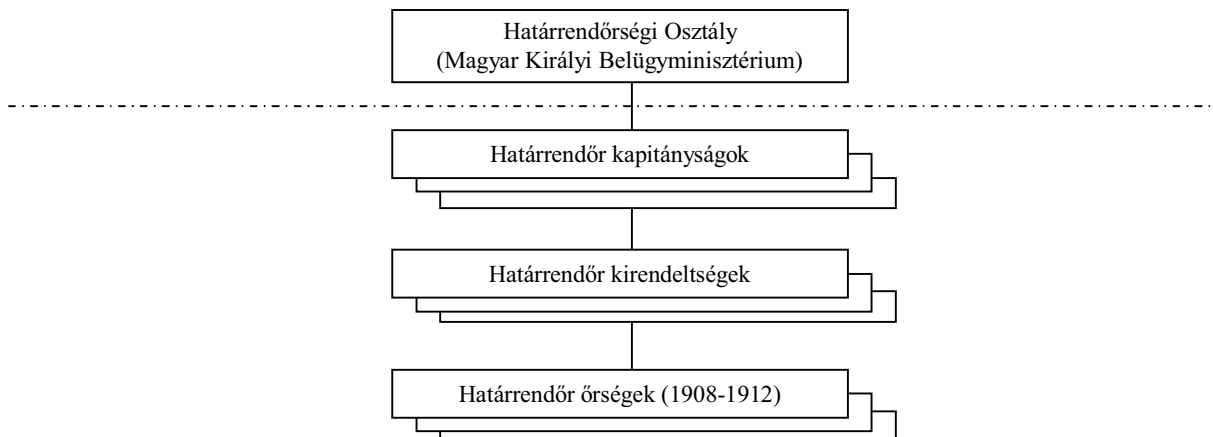 Határrendőrségi Osztály
(Magyar Királyi Belügyminisztérium)
Határrendőr kapitányságok
Határrendőr kirendeltségek
Határrendőr őrségek (1908-1912)